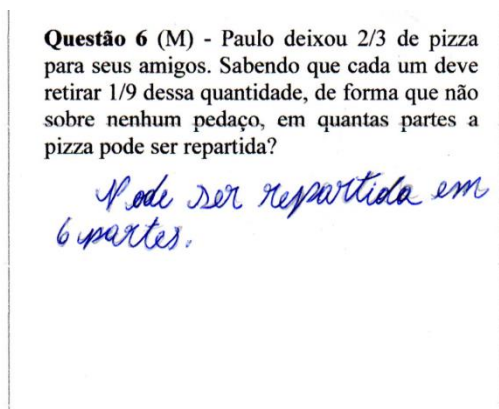 Questão 6 (M) - Paulo deixou 2/3 de pizza
para seus amigos. Sabendo que cada um deve
retirar 1/9 dessa quantidade, de forma que não
sobre nenhum pedaço, em quantas partes a
pizza pode ser repartida?
Pode ser repartida em
6 partes.